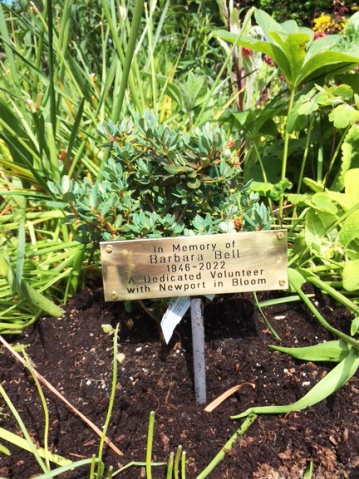 In Memory of
Barbara Bell
1946-2022
A Dedicated Volunteer
with Newport in Bloom